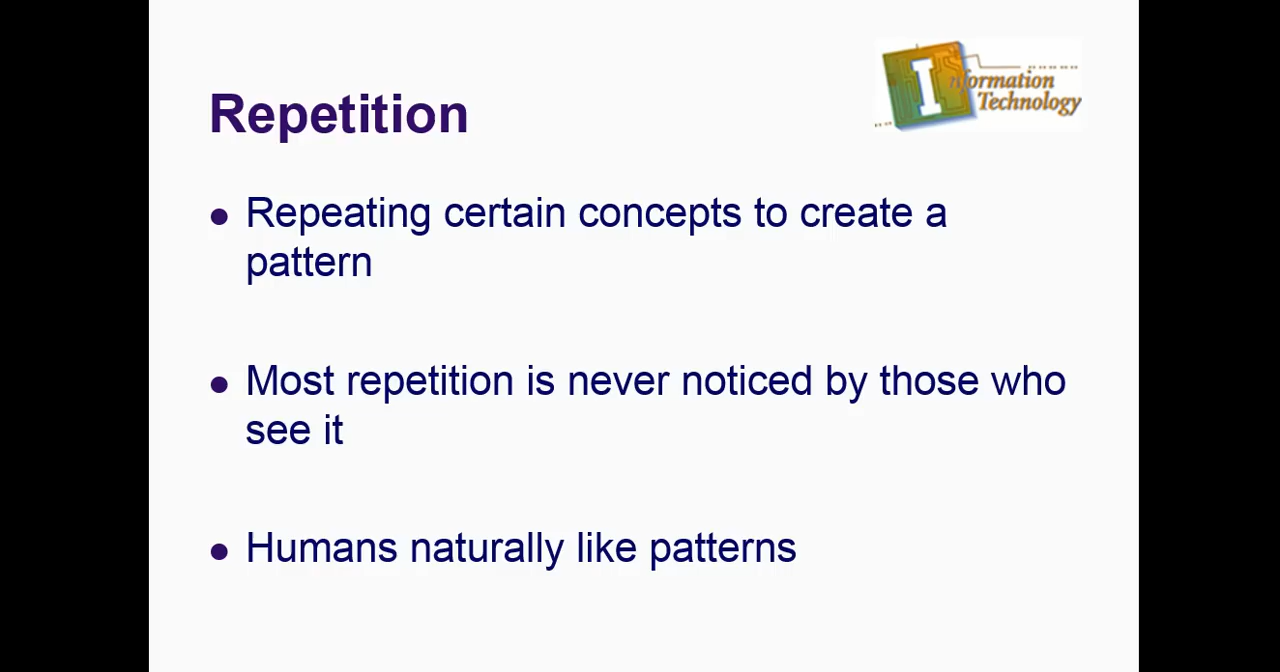 Information
Technology
Repetition
Repeating certain concepts to create a
pattern
Most repetition is never noticed by those who
see it
Humans naturally like patterns